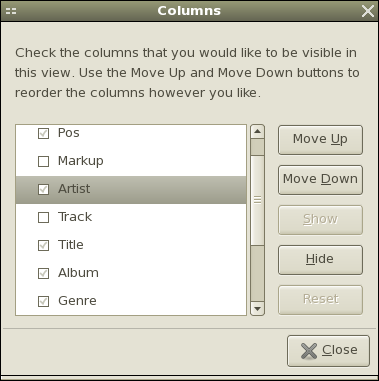 Columns
Check the columns that you would like to be visible in
this view. Use the Move Up and Move Down buttons to
reorder the columns however you like.
Pos
Markup
Artist
Track
Title
Album
Genre
Move Up
Move Down
Show
Hide
Reset
Close